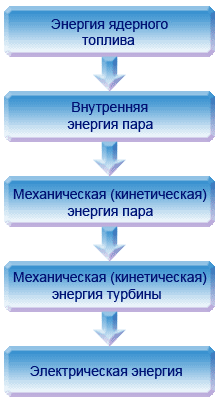 Энергия ядерного
топлива
Внутренняя
энергия пара
Механическая (кинетическая)
энергия пара
Механическая (кинетическая)
энергия турбины
Электрическая энергия